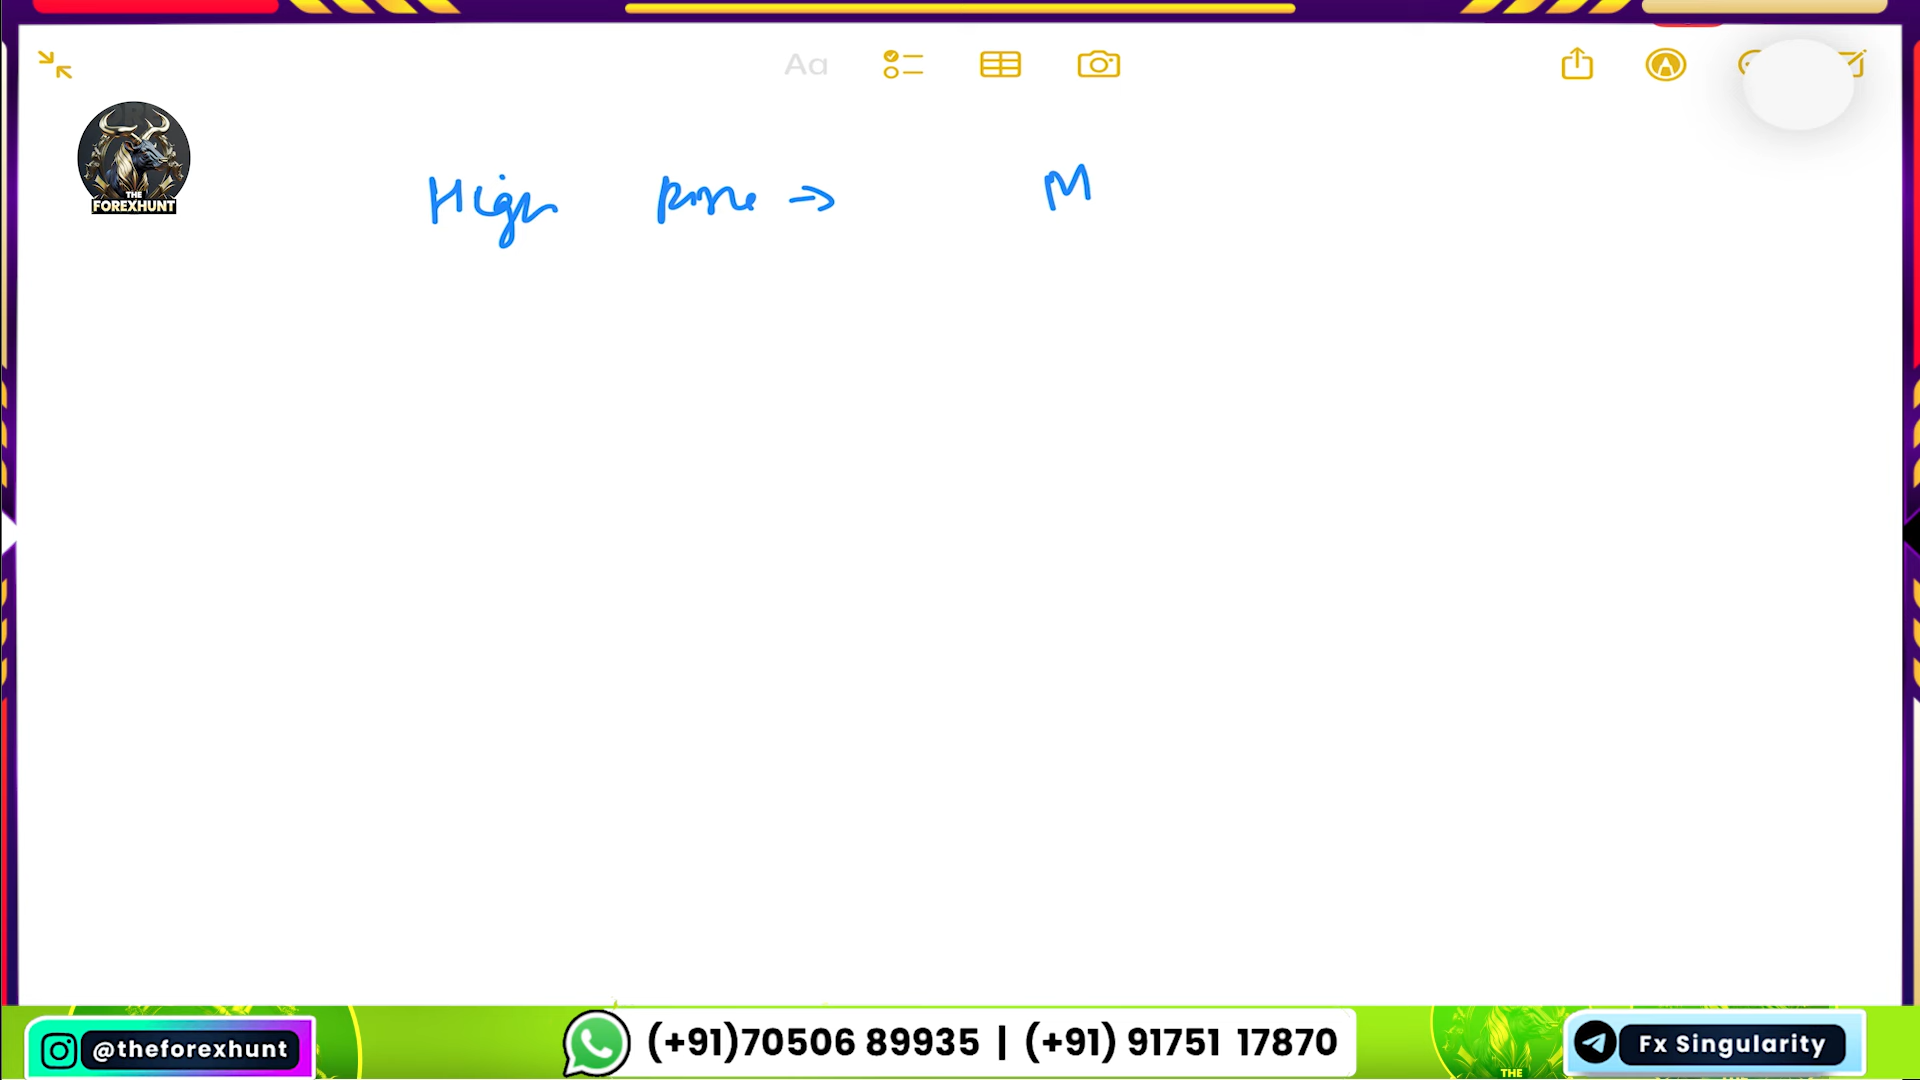 Aa
THE
FOREXHUNT
High → M
@theforexhunt
(+91)70506 89935 | (+91) 91751 17870
THE
Fx Singularity